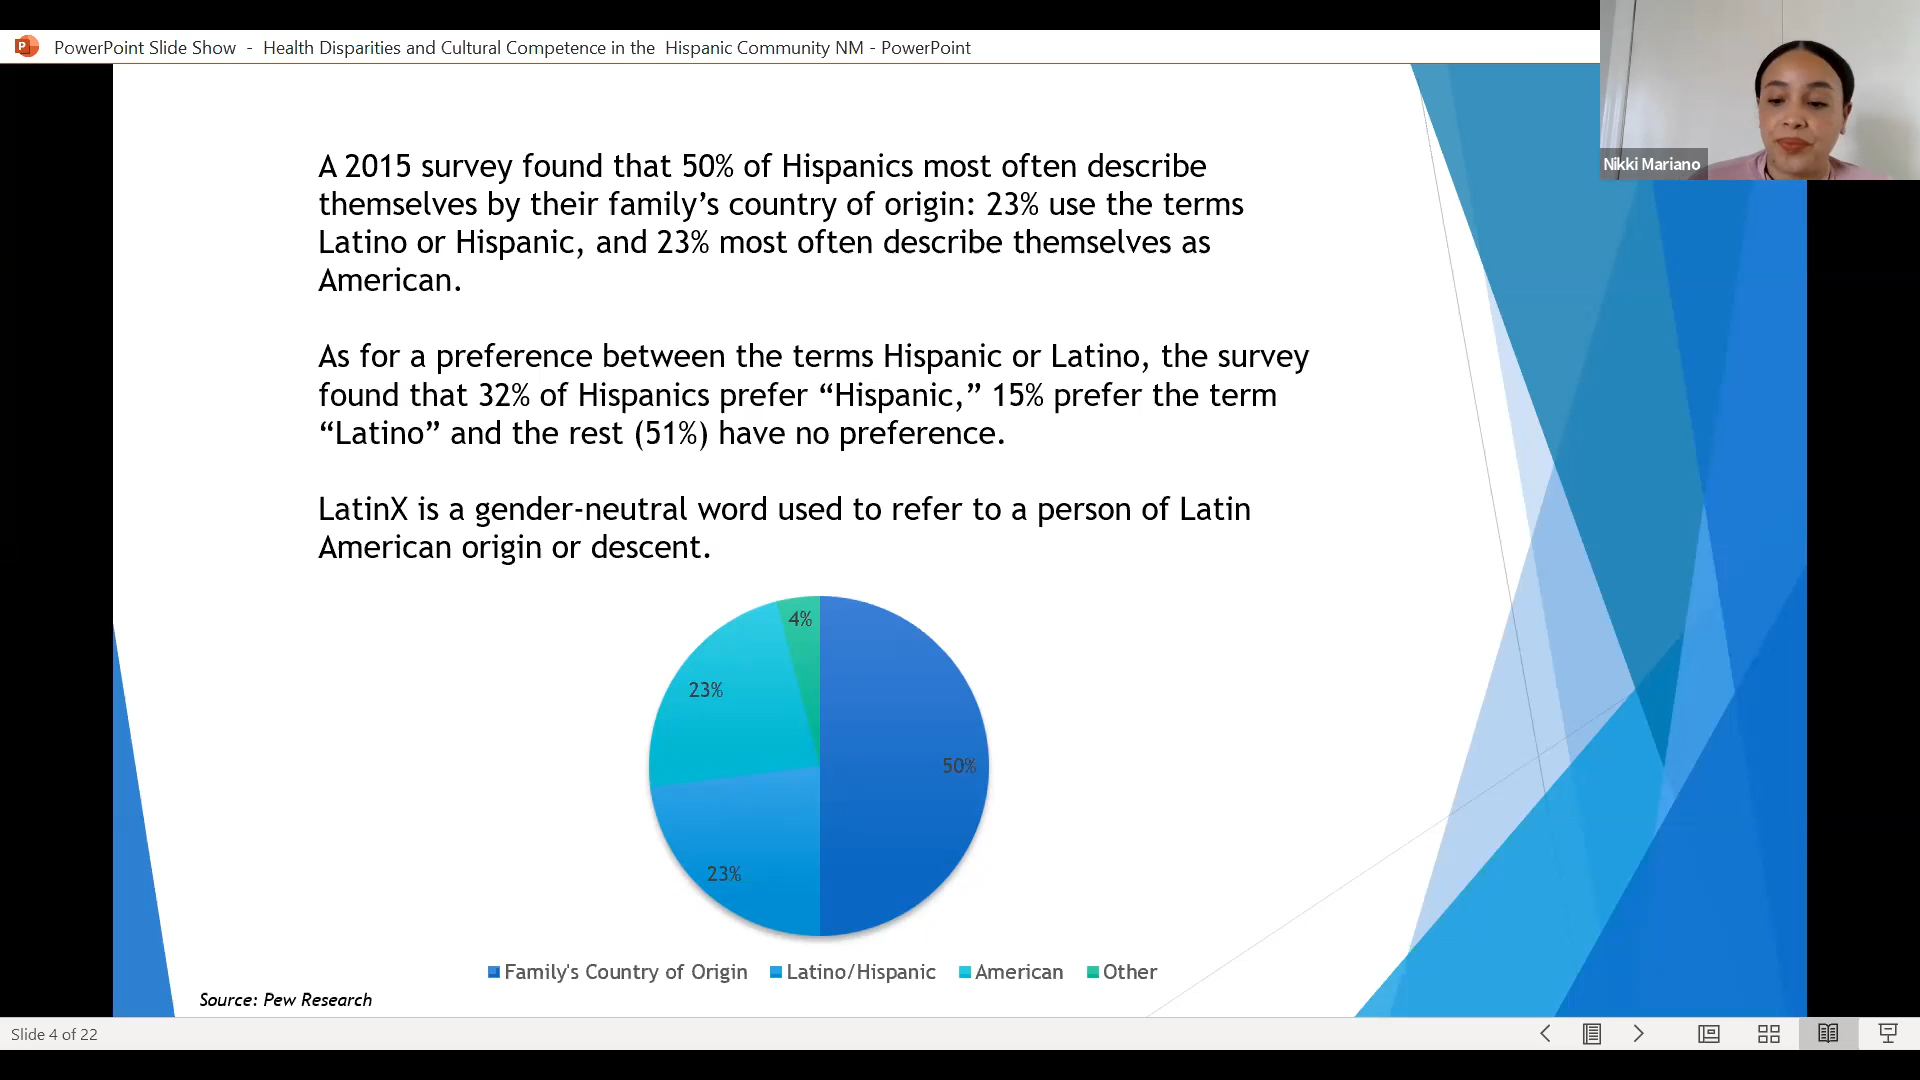 PowerPoint Slide Show - Health Disparities and Cultural Competence in the Hispanic Community NM - PowerPoint
Nikki Mariano
A 2015 survey found that 50% of Hispanics most often describe
themselves by their family’s country of origin: 23% use the terms
Latino or Hispanic, and 23% most often describe themselves as
American.
As for a preference between the terms Hispanic or Latino, the survey
found that 32% of Hispanics prefer “Hispanic,” 15% prefer the term
“Latino” and the rest (51%) have no preference.
LatinX is a gender-neutral word used to refer to a person of Latin
American origin or descent.
4%
23%
50%
23%
Family's Country of Origin Latino/Hispanic American Other
Source: Pew Research
Slide 4 of 22